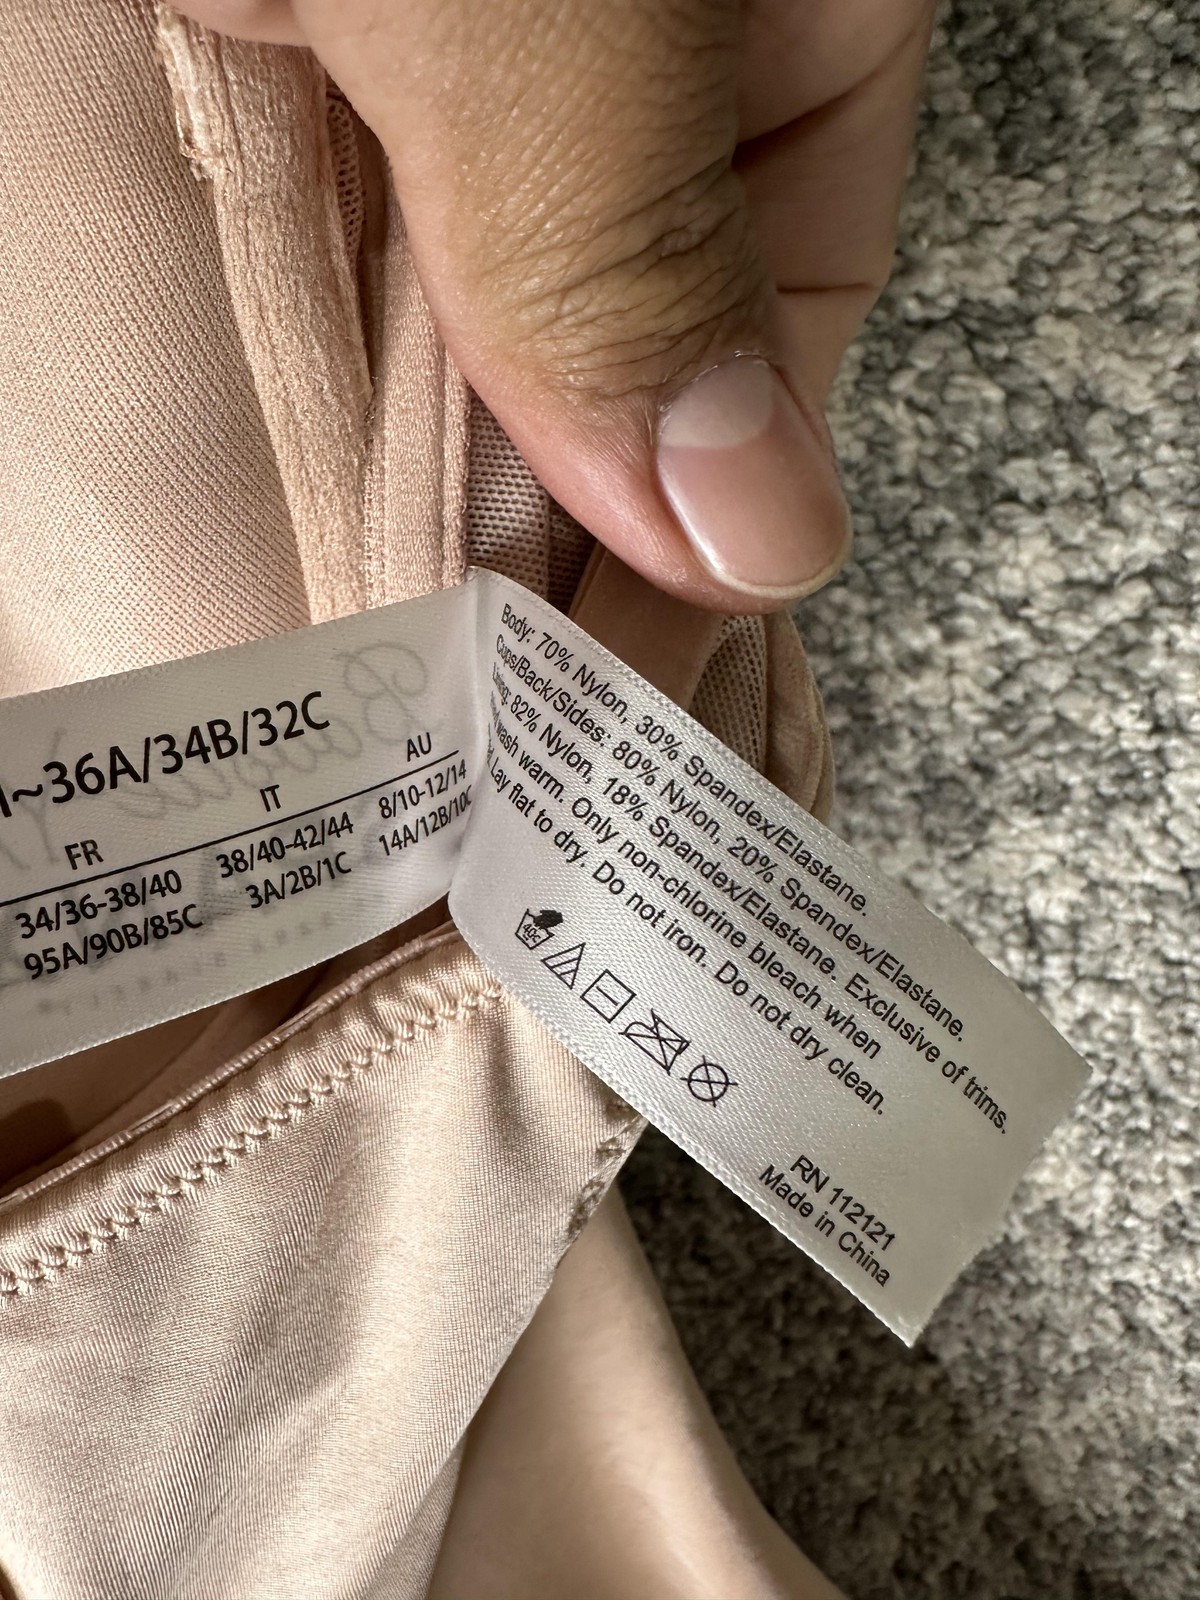 ~36A/34B/32C
FR IT AU
34/36-38/40 38/40-42/44 8/10-12/14
95A/90B/85C 3A/2B/1C 14A/12B/10C
Body: 70% Nylon, 30% Spandex/Elastane.
Cups/Back/Sides: 80% Nylon, 20% Spandex/Elastane.
Lining: 82% Nylon, 18% Spandex/Elastane. Exclusive of trims.
wash warm. Only non-chlorine bleach when
Lay flat to dry. Do not iron. Do not dry clean.
40c
RN 112121
Made in China